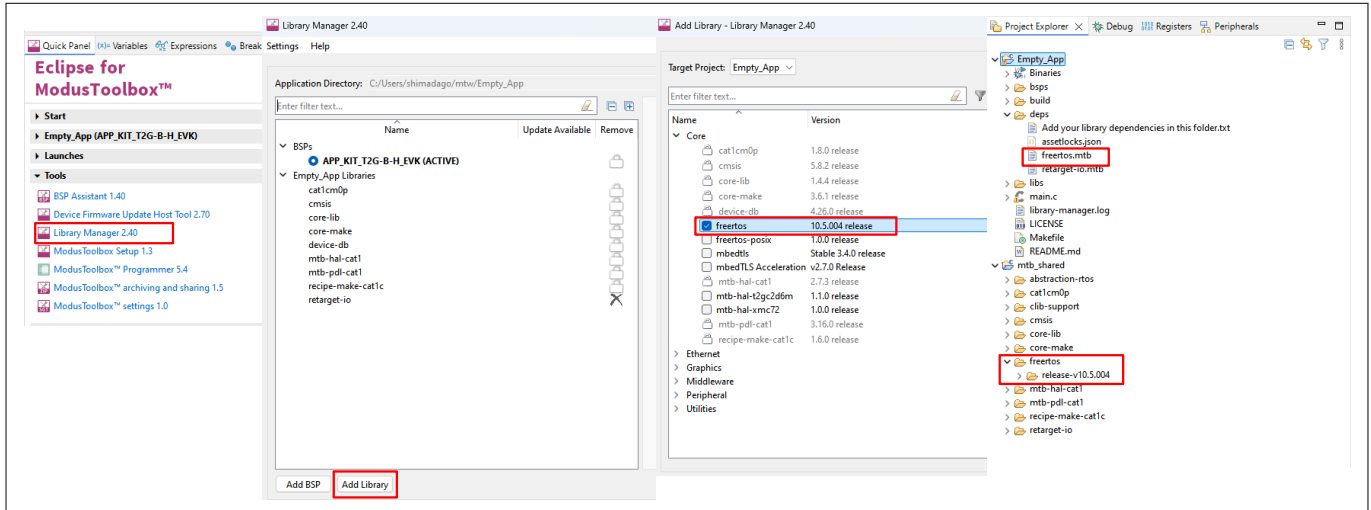 Quick Panel
(x)= Variables
Expressions
Break
Eclipse for
ModusToolbox™
Start
Empty_App (APP_KIT_T2G-B-H_EVK)
Launches
Tools
BSP Assistant 1.40
Device Firmware Update Host Tool 2.70
Library Manager 2.40
ModusToolbox Setup 1.3
ModusToolbox™ Programmer 5.4
ModusToolbox™ archiving and sharing 1.5
ModusToolbox™ settings 1.0
Library Manager 2.40
Settings Help
Application Directory: C:/Users/shimadago/mtw/Empty_App
Enter filter text...
Name Update Available Remove
BSPs
APP_KIT_T2G-B-H_EVK (ACTIVE)
Empty_App Libraries
cat1cm0p
cmsis
core-lib
core-make
device-db
mtb-hal-cat1
mtb-pdl-cat1
recipe-make-cat1c
retarget-io
Add BSP Add Library
Add Library - Library Manager 2.40
Target Project: Empty_App
Enter filter text...
Name Version
Core
cat1cm0p 1.8.0 release
cmsis 5.8.2 release
core-lib 1.4.4 release
core-make 3.6.1 release
device-db 4.26.0 release
freertos 10.5.004 release
freertos-posix 1.0.0 release
mbedtls Stable 3.4.0 release
mbedTLS Acceleration v2.7.0 Release
mtb-hal-cat1 2.7.3 release
mtb-hal-t2gc2d6m 1.1.0 release
mtb-hal-xmc72 1.0.0 release
mtb-pdl-cat1 3.16.0 release
recipe-make-cat1c 1.6.0 release
Ethernet
Graphics
Middleware
Peripheral
Utilities
Project Explorer Debug Registers Peripherals
Empty_App
Binaries
bsps
build
deps
Add your library dependencies in this folder.txt
assetlocks.json
freertos.mtb
retarget-io.mtb
libs
main.c
library-manager.log
LICENSE
Makefile
README.md
mtb_shared
abstraction-rtos
cat1cm0p
clib-support
cmsis
core-lib
core-make
freertos
release-v10.5.004
mtb-hal-cat1
mtb-pdl-cat1
recipe-make-cat1c
retarget-io